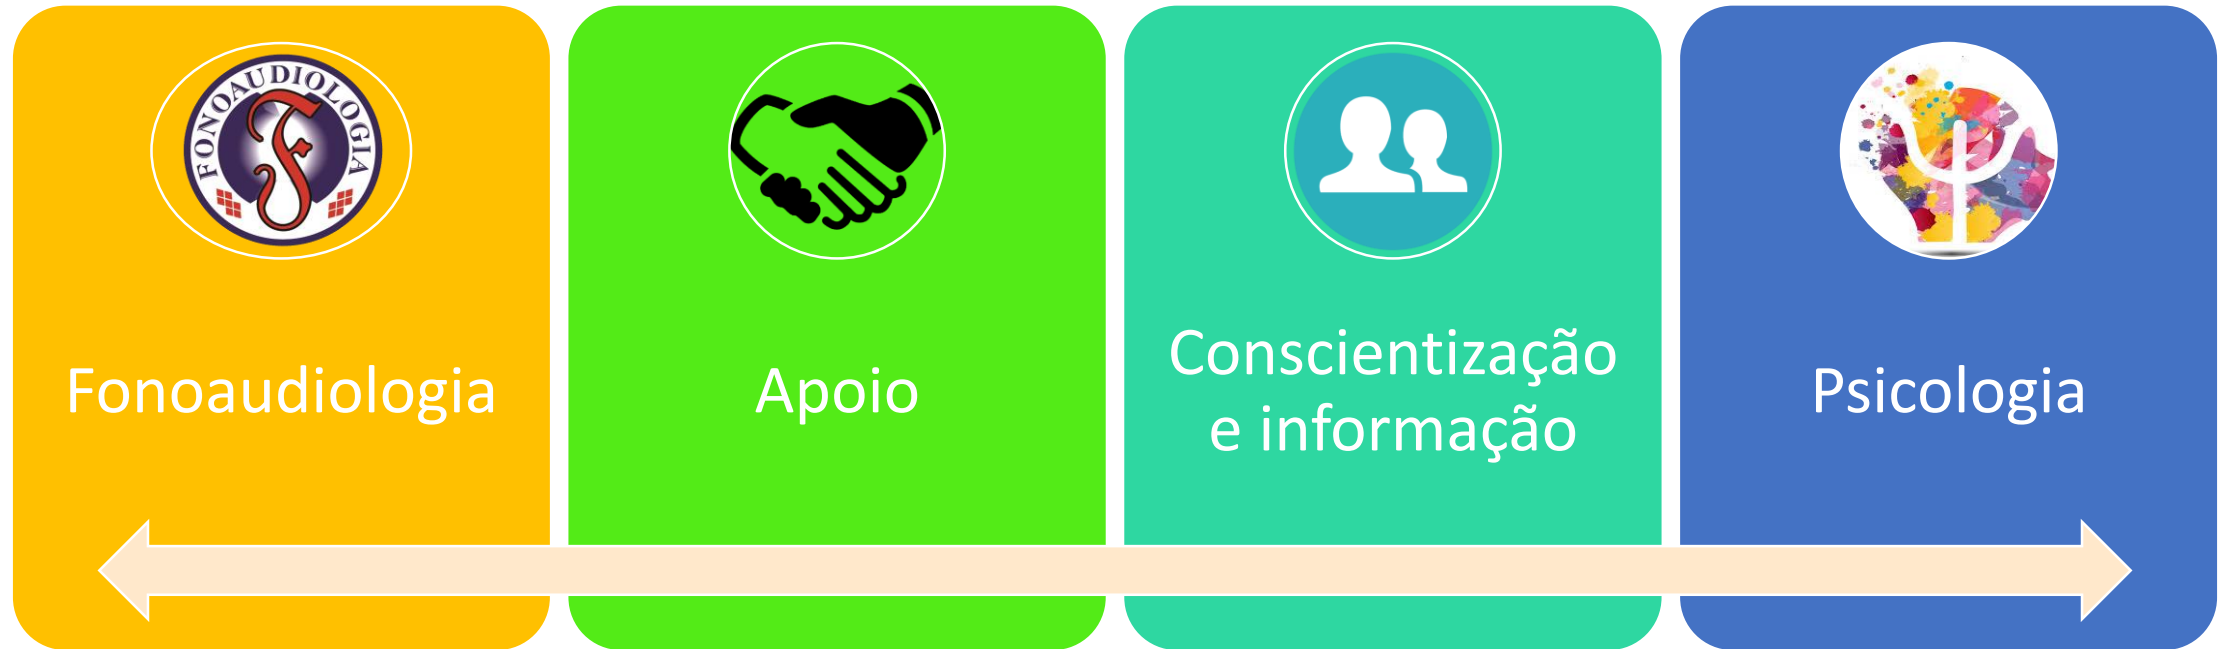 FONOAUDIOLOGIA
F
Fonoaudiologia
Apoio
Conscientização
e informação
Psicologia